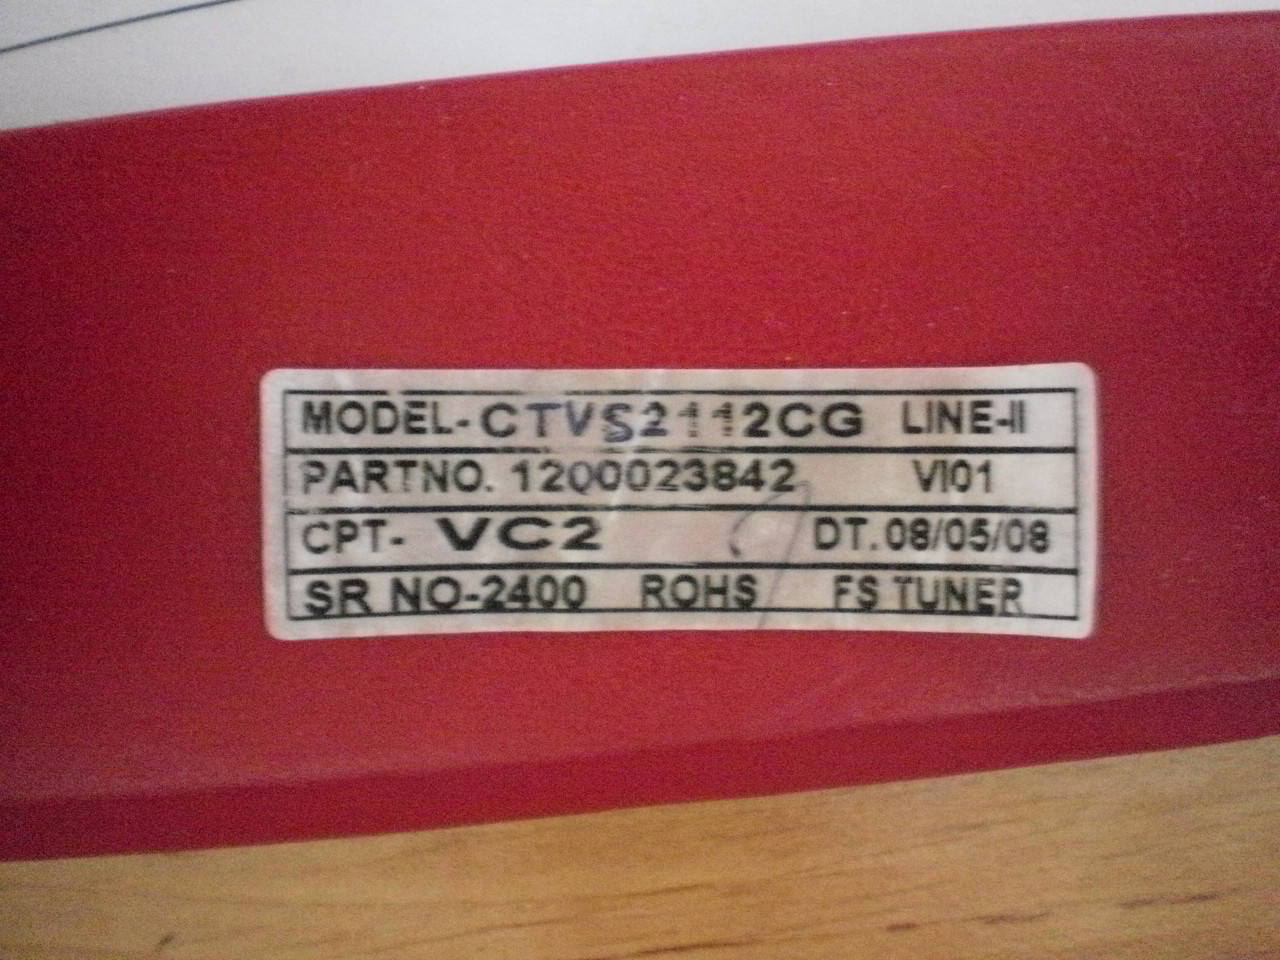 MODEL-CTVS2112CG LINE-II
PARTNO. 1200023842 VI01
CPT- VC2 DT.08/05/08
SR NO-2400 ROHS FS TUNER